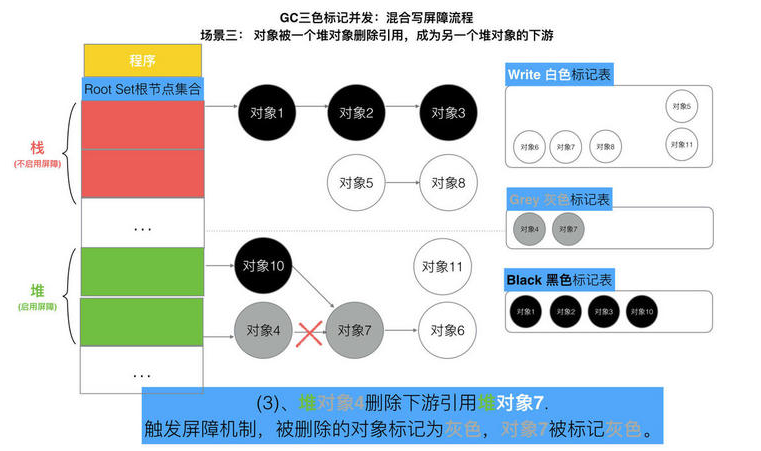 GC三色标记并发：混合写屏障流程
场景三： 对象被一个堆对象删除引用，成为另一个堆对象的下游
程序
Root Set根节点集合
栈
(不启用屏障)
...
堆
(启用屏障)
...
对象1
对象2
对象3
对象5
对象8
对象10
对象11
对象4
对象7
对象6
Write 白色标记表
对象5
对象6
对象7
对象8
对象11
Grey 灰色标记表
对象4
对象7
Black 黑色标记表
对象1
对象2
对象3
对象10
(3)、堆对象4删除下游引用堆对象7.
触发屏障机制，被删除的对象标记为灰色，对象7被标记灰色。